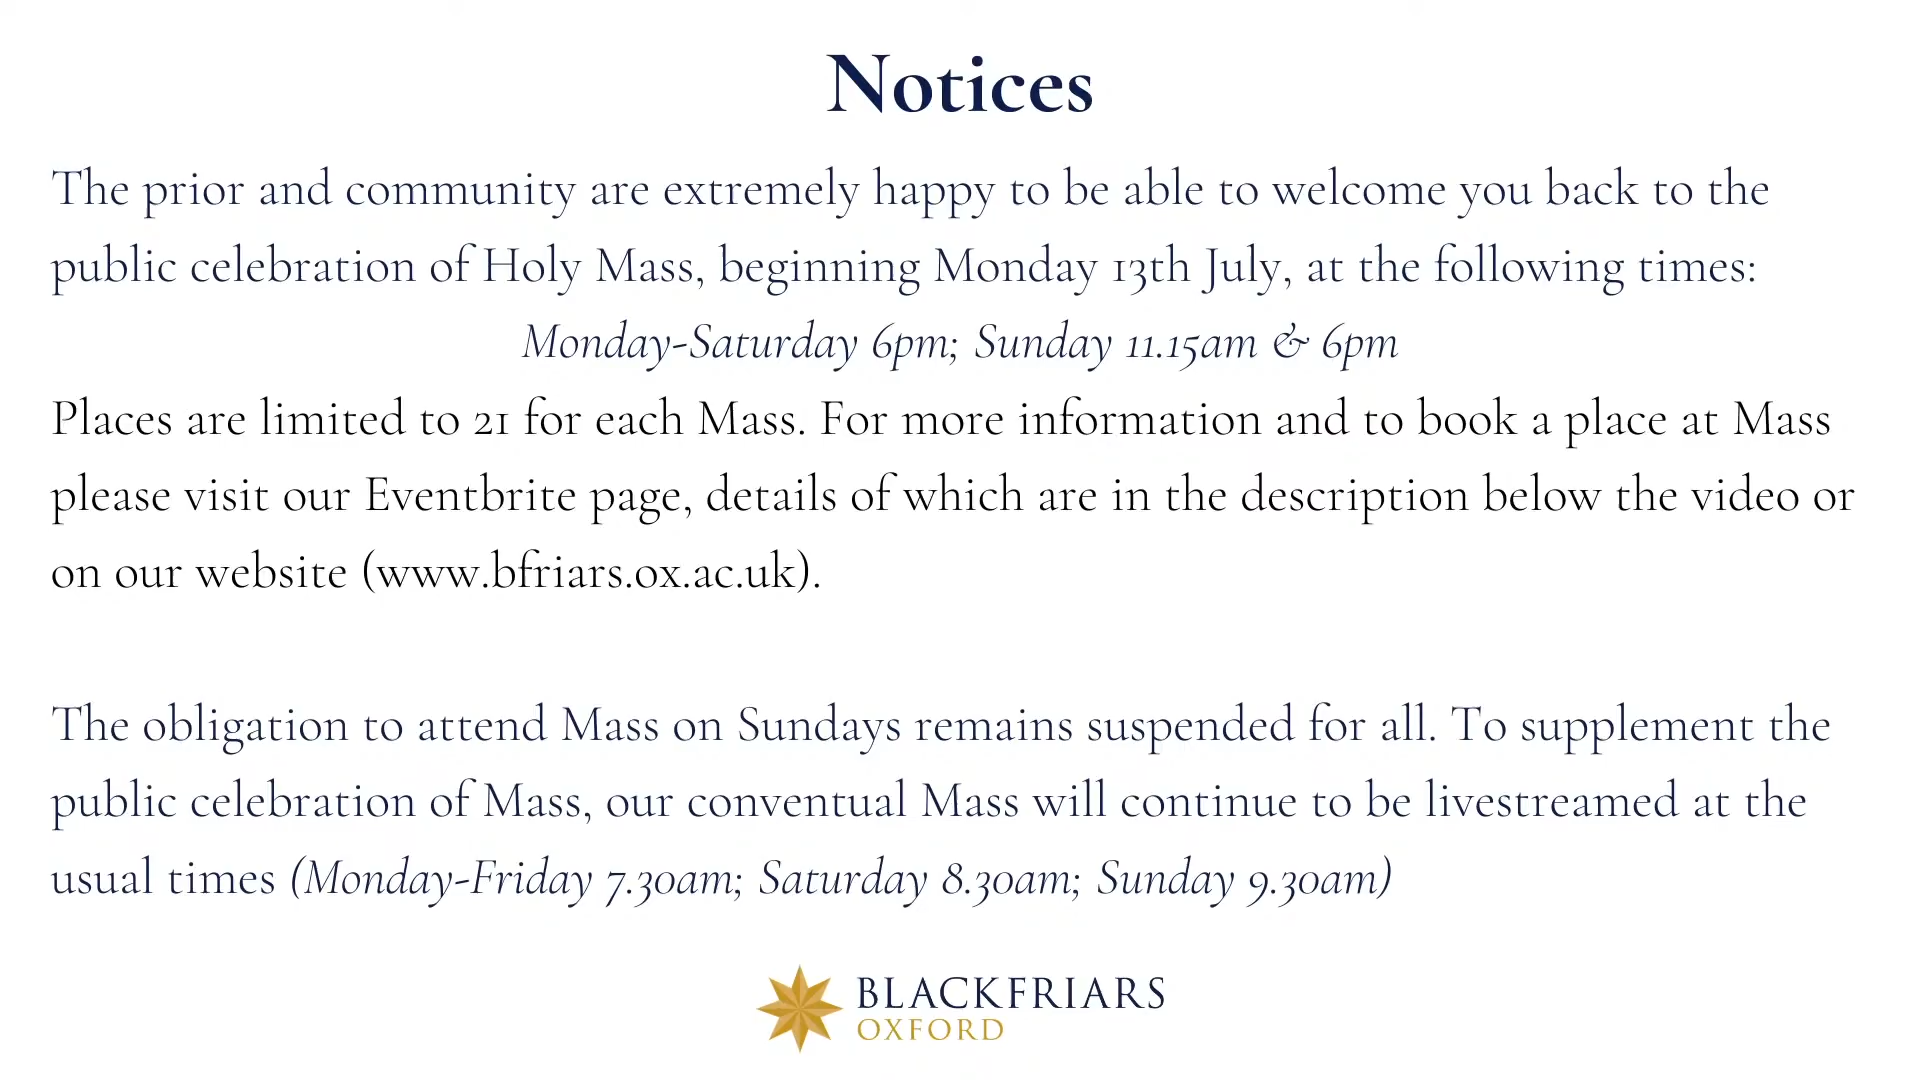 Notices
The prior and community are extremely happy to be able to welcome you back to the
public celebration of Holy Mass, beginning Monday 13th July, at the following times:
Monday-Saturday 6pm; Sunday 11.15am & 6pm
Places are limited to 21 for each Mass. For more information and to book a place at Mass
please visit our Eventbrite page, details of which are in the description below the video or
on our website (www.bfriars.ox.ac.uk).
The obligation to attend Mass on Sundays remains suspended for all. To supplement the
public celebration of Mass, our conventual Mass will continue to be livestreamed at the
usual times (Monday-Friday 7.30am; Saturday 8.30am; Sunday 9.30am)
BLACKFRIARS
OXFORD